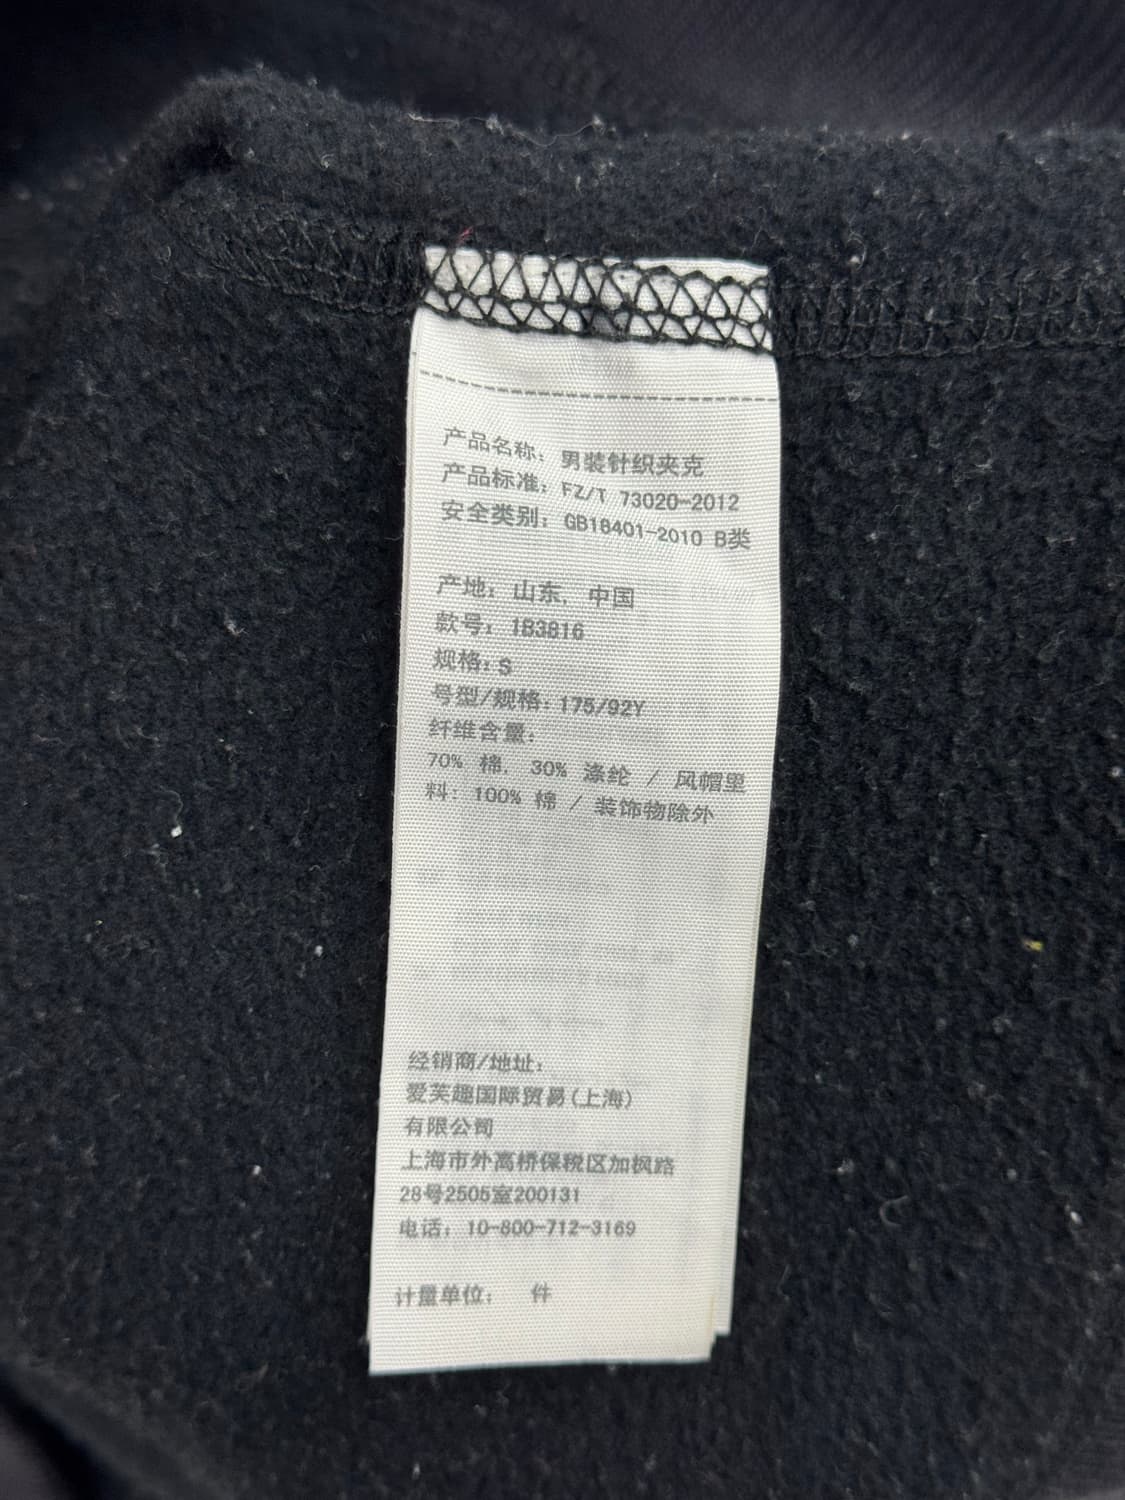 产品名称: 男装针织夹克
产品标准: FZ/T 73020-2012
安全类别: GB18401-2010 B类
产地: 山东, 中国
款号: 1B3816
规格: S
号型/规格: 175/92Y
纤维含量:
70% 棉, 30% 涤纶 / 风帽里
料: 100% 棉 / 装饰物除外
经销商/地址:
爱芙趣国际贸易(上海)
有限公司
上海市外高桥保税区加枫路
28号2505室200131
电话: 10-800-712-3169
计量单位: 件